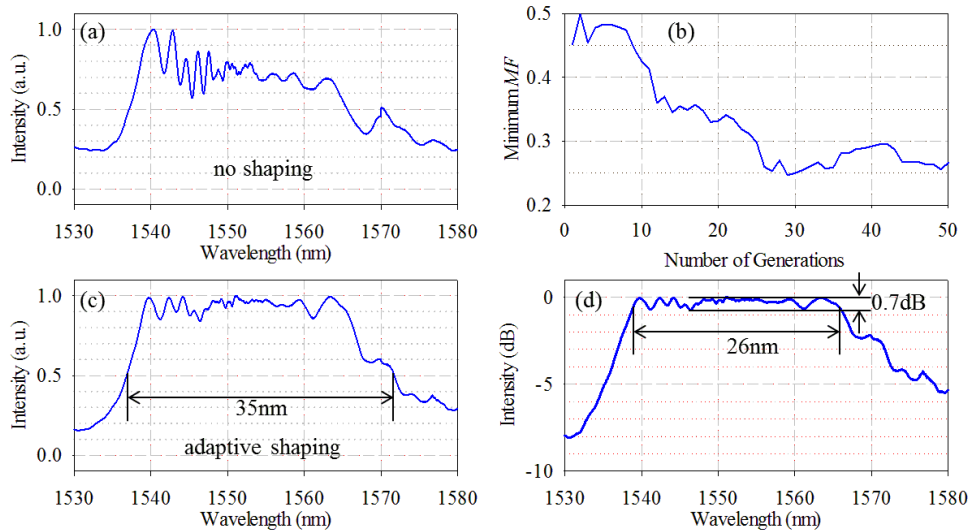 (a)
Intensity (a.u.)
1.0
0.5
0.0
no shaping
1530 1540 1550 1560 1570 1580
Wavelength (nm)
(b)
Minimum MF
0.5
0.4
0.3
0.2
0 10 20 30 40 50
Number of Generations
(c)
Intensity (a.u.)
1.0
0.5
0.0
35nm
adaptive shaping
1530 1540 1550 1560 1570 1580
Wavelength (nm)
(d)
Intensity (dB)
0
-5
-10
0.7dB
26nm
1530 1540 1550 1560 1570 1580
Wavelength (nm)